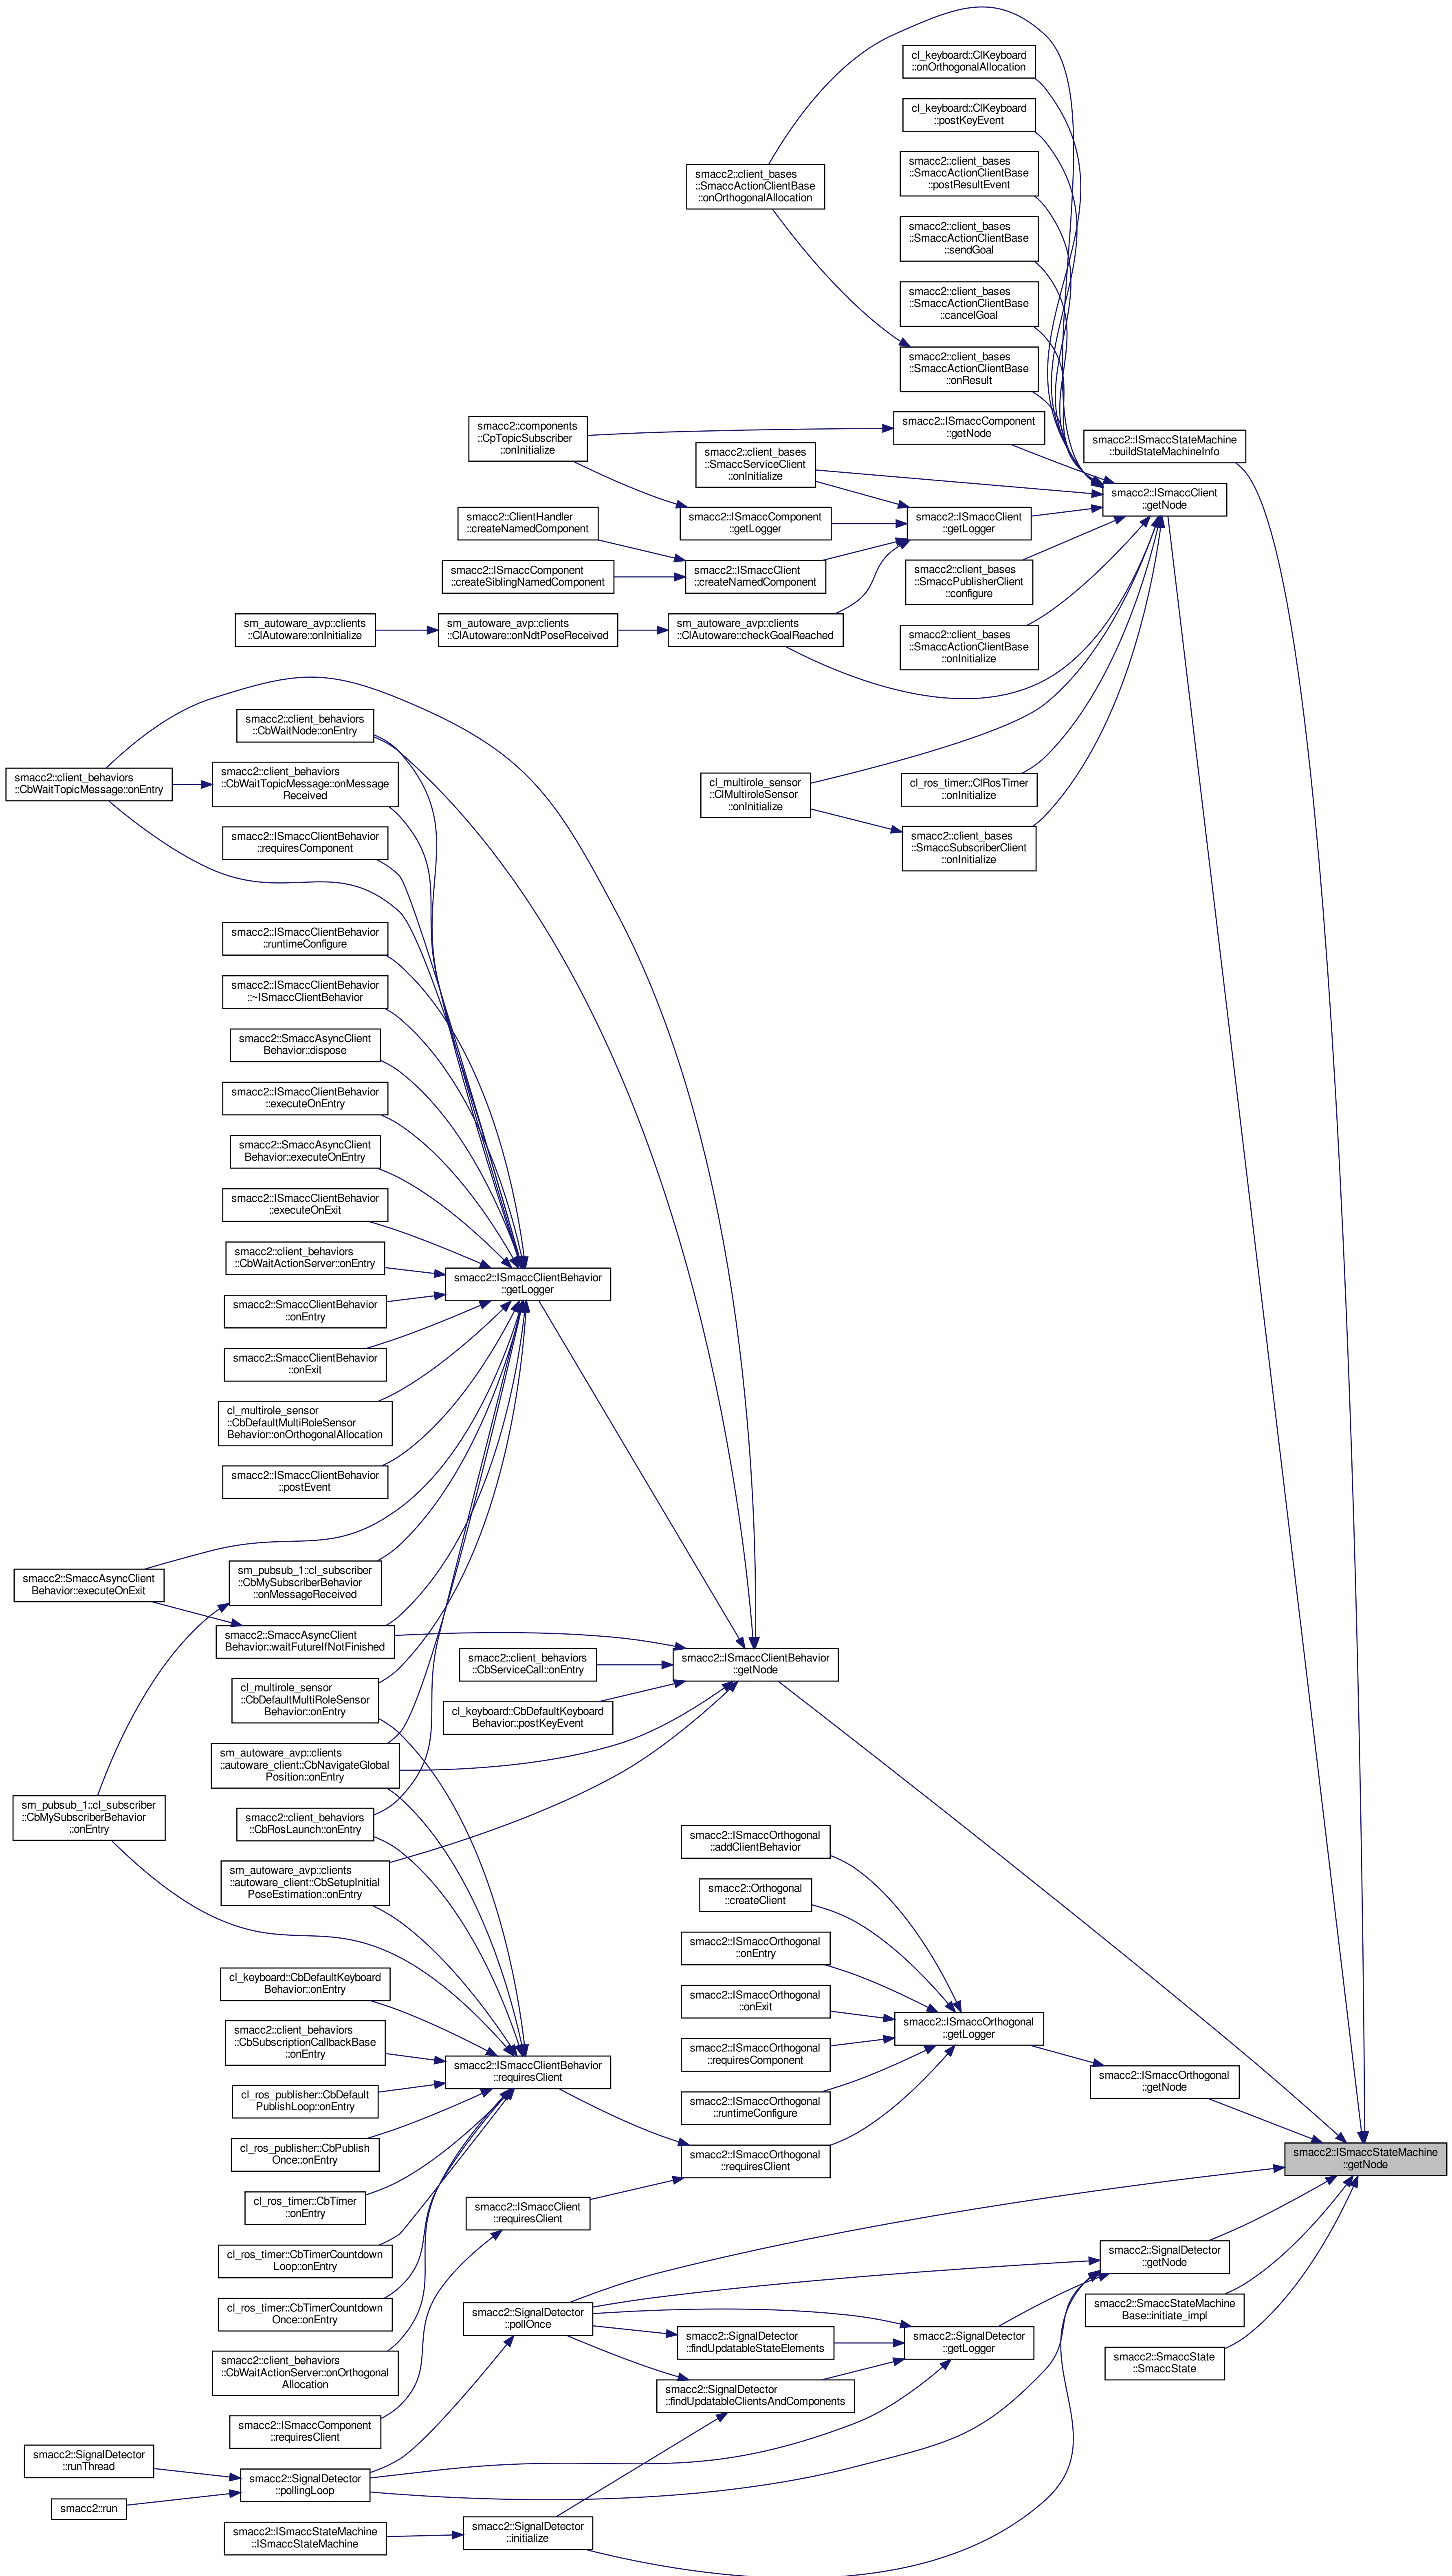 cl_keyboard::ClKeyboard
::onOrthogonalAllocation
cl_keyboard::ClKeyboard
::postKeyEvent
smacc2::client_bases
::SmaccActionClientBase
::postResultEvent
smacc2::client_bases
::SmaccActionClientBase
::onOrthogonalAllocation
smacc2::client_bases
::SmaccActionClientBase
::sendGoal
smacc2::client_bases
::SmaccActionClientBase
::cancelGoal
smacc2::client_bases
::SmaccActionClientBase
::onResult
smacc2::components
::CpTopicSubscriber
::onInitialize
smacc2::ISmaccComponent
::getNode
smacc2::ISmaccStateMachine
::buildStateMachineInfo
smacc2::client_bases
::SmaccServiceClient
::onInitialize
smacc2::ISmaccClient
::getNode
smacc2::ClientHandler
::createNamedComponent
smacc2::ISmaccComponent
::getLogger
smacc2::ISmaccClient
::getLogger
smacc2::ISmaccComponent
::createSiblingNamedComponent
smacc2::ISmaccClient
::createNamedComponent
smacc2::client_bases
::SmaccPublisherClient
::configure
sm_autoware_avp::clients
::ClAutoware::onInitialize
sm_autoware_avp::clients
::ClAutoware::onNdtPoseReceived
sm_autoware_avp::clients
::ClAutoware::checkGoalReached
smacc2::client_bases
::SmaccActionClientBase
::onInitialize
smacc2::client_behaviors
::CbWaitNode::onEntry
smacc2::client_behaviors
::CbWaitTopicMessage::onEntry
smacc2::client_behaviors
::CbWaitTopicMessage::onMessage
Received
cl_multirole_sensor
::ClMultiroleSensor
::onInitialize
cl_ros_timer::ClRosTimer
::onInitialize
smacc2::ISmaccClientBehavior
::requiresComponent
smacc2::client_bases
::SmaccSubscriberClient
::onInitialize
smacc2::ISmaccClientBehavior
::runtimeConfigure
smacc2::ISmaccClientBehavior
::~ISmaccClientBehavior
smacc2::SmaccAsyncClient
Behavior::dispose
smacc2::ISmaccClientBehavior
::executeOnEntry
smacc2::SmaccAsyncClient
Behavior::executeOnEntry
smacc2::ISmaccClientBehavior
::executeOnExit
smacc2::client_behaviors
::CbWaitActionServer::onEntry
smacc2::ISmaccClientBehavior
::getLogger
smacc2::SmaccClientBehavior
::onEntry
smacc2::SmaccClientBehavior
::onExit
cl_multirole_sensor
::CbDefaultMultiRoleSensor
Behavior::onOrthogonalAllocation
smacc2::ISmaccClientBehavior
::postEvent
smacc2::SmaccAsyncClient
Behavior::executeOnExit
sm_pubsub_1::cl_subscriber
::CbMySubscriberBehavior
::onMessageReceived
smacc2::SmaccAsyncClient
Behavior::waitFutureIfNotFinished
smacc2::client_behaviors
::CbServiceCall::onEntry
smacc2::ISmaccClientBehavior
::getNode
cl_multirole_sensor
::CbDefaultMultiRoleSensor
Behavior::onEntry
cl_keyboard::CbDefaultKeyboard
Behavior::postKeyEvent
sm_autoware_avp::clients
::autoware_client::CbNavigateGlobal
Position::onEntry
sm_pubsub_1::cl_subscriber
::CbMySubscriberBehavior
::onEntry
smacc2::client_behaviors
::CbRosLaunch::onEntry
smacc2::ISmaccOrthogonal
::addClientBehavior
sm_autoware_avp::clients
::autoware_client::CbSetupInitial
PoseEstimation::onEntry
smacc2::Orthogonal
::createClient
smacc2::ISmaccOrthogonal
::onEntry
cl_keyboard::CbDefaultKeyboard
Behavior::onEntry
smacc2::ISmaccOrthogonal
::onExit
smacc2::ISmaccOrthogonal
::getLogger
smacc2::client_behaviors
::CbSubscriptionCallbackBase
::onEntry
smacc2::ISmaccOrthogonal
::requiresComponent
smacc2::ISmaccClientBehavior
::requiresClient
smacc2::ISmaccOrthogonal
::getNode
cl_ros_publisher::CbDefault
PublishLoop::onEntry
smacc2::ISmaccOrthogonal
::runtimeConfigure
cl_ros_publisher::CbPublish
Once::onEntry
smacc2::ISmaccOrthogonal
::requiresClient
smacc2::ISmaccStateMachine
::getNode
cl_ros_timer::CbTimer
::onEntry
smacc2::ISmaccClient
::requiresClient
cl_ros_timer::CbTimerCountdown
Loop::onEntry
smacc2::SignalDetector
::getNode
cl_ros_timer::CbTimerCountdown
Once::onEntry
smacc2::SignalDetector
::pollOnce
smacc2::SmaccStateMachine
Base::initiate_impl
smacc2::SignalDetector
::findUpdatableStateElements
smacc2::SignalDetector
::getLogger
smacc2::SmaccState
::SmaccState
smacc2::client_behaviors
::CbWaitActionServer::onOrthogonal
Allocation
smacc2::SignalDetector
::findUpdatableClientsAndComponents
smacc2::ISmaccComponent
::requiresClient
smacc2::SignalDetector
::runThread
smacc2::SignalDetector
::pollingLoop
smacc2::run
smacc2::ISmaccStateMachine
::ISmaccStateMachine
smacc2::SignalDetector
::initialize